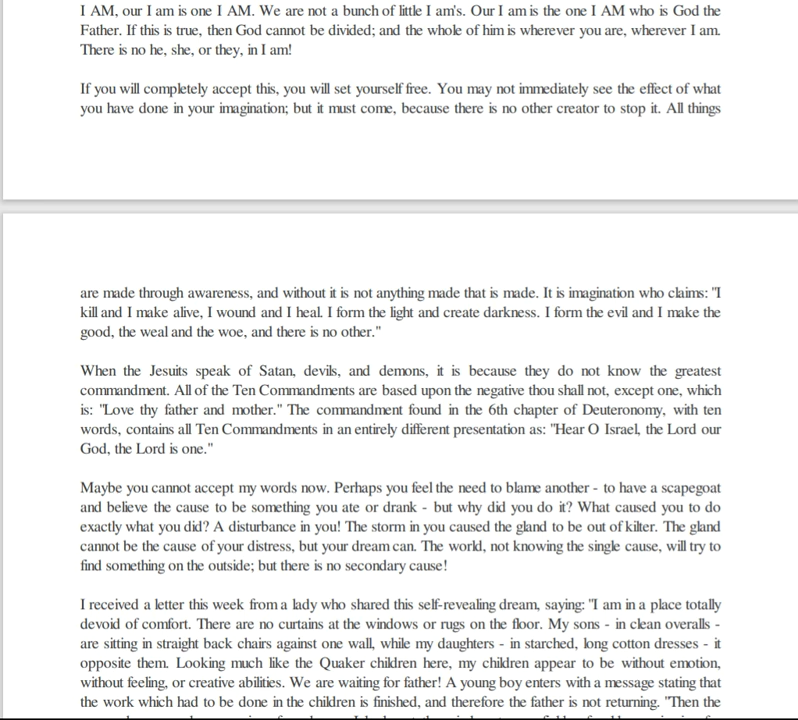 I AM, our I am is one I AM. We are not a bunch of little I am's. Our I am is the one I AM who is God the
Father. If this is true, then God cannot be divided; and the whole of him is wherever you are, wherever I am.
There is no he, she, or they, in I am!
If you will completely accept this, you will set yourself free. You may not immediately see the effect of what
you have done in your imagination; but it must come, because there is no other creator to stop it. All things
are made through awareness, and without it is not anything made that is made. It is imagination who claims: "I
kill and I make alive, I wound and I heal. I form the light and create darkness. I form the evil and I make the
good, the weal and the woe, and there is no other."
When the Jesuits speak of Satan, devils, and demons, it is because they do not know the greatest
commandment. All of the Ten Commandments are based upon the negative thou shall not, except one, which
is: "Love thy father and mother." The commandment found in the 6th chapter of Deuteronomy, with ten
words, contains all Ten Commandments in an entirely different presentation as: "Hear O Israel, the Lord our
God, the Lord is one."
Maybe you cannot accept my words now. Perhaps you feel the need to blame another - to have a scapegoat
and believe the cause to be something you ate or drank - but why did you do it? What caused you to do
exactly what you did? A disturbance in you! The storm in you caused the gland to be out of kilter. The gland
cannot be the cause of your distress, but your dream can. The world, not knowing the single cause, will try to
find something on the outside; but there is no secondary cause!
I received a letter this week from a lady who shared this self-revealing dream, saying: "I am in a place totally
devoid of comfort. There are no curtains at the windows or rugs on the floor. My sons - in clean overalls -
are sitting in straight back chairs against one wall, while my daughters - in starched, long cotton dresses - it
opposite them. Looking much like the Quaker children here, my children appear to be without emotion,
without feeling, or creative abilities. We are waiting for father! A young boy enters with a message stating that
the work which had to be done in the children is finished, and therefore the father is not returning. "Then the